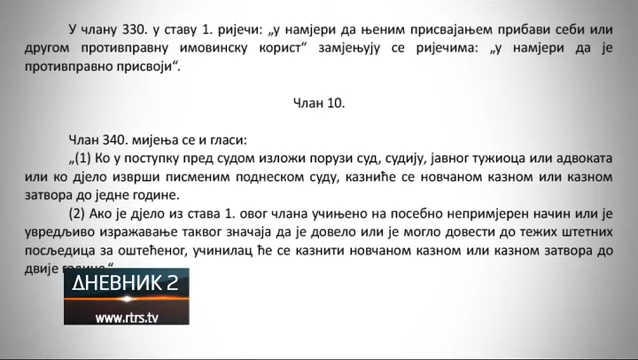 У члану 330. у ставу 1. ријечи: „у намјери да њеним присвајањем прибави себи или
другом противправну имовинску корист“ замјењују се ријечима: „у намјери да је
противправно присвоји“.
Члан 10.
Члан 340. мијења се и гласи:
„(1) Ко у поступку пред судом изложи порузи суд, судију, јавног тужиоца или адвоката
или ко дјело изврши писменим поднеском суду, казниће се новчаном казном или казном
затвора до једне године.
(2) Ако је дјело из става 1. овог члана учињено на посебно непримјерен начин или је
увредљиво изражавање таквог значаја да је довело или је могло довести до тежих штетних
посљедица за оштећеног, учинилац ће се казнити новчаном казном или казном затвора до
двије
ДНЕВНИК 2
www.rtrs.tv